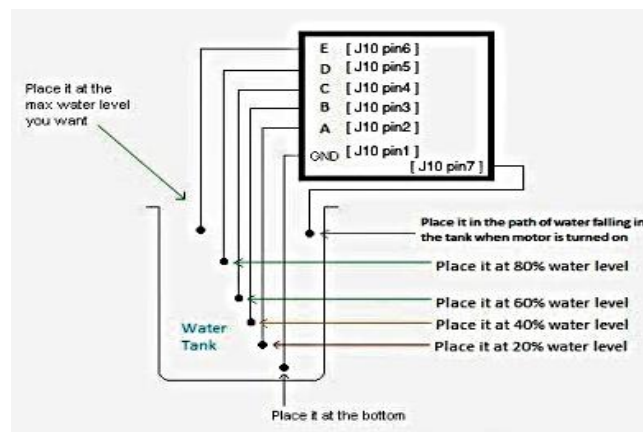 E [ J10 pin6 ]
D [ J10 pin5 ]
C [ J10 pin4 ]
B [ J10 pin3 ]
A [ J10 pin2 ]
GND [ J10 pin1 ]
[ J10 pin7 ]
Place it at the
max water level
you want
Place it in the path of water falling in
the tank when motor is turned on
Place it at 80% water level
Place it at 60% water level
Place it at 40% water level
Place it at 20% water level
Water
Tank
Place it at the bottom